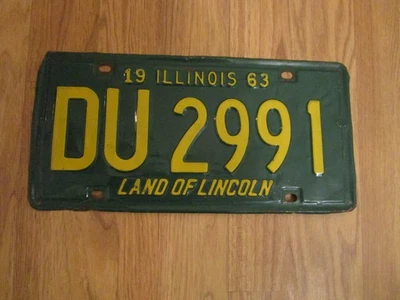 19 ILLINOIS 63
DU 2991
LAND OF LINCOLN